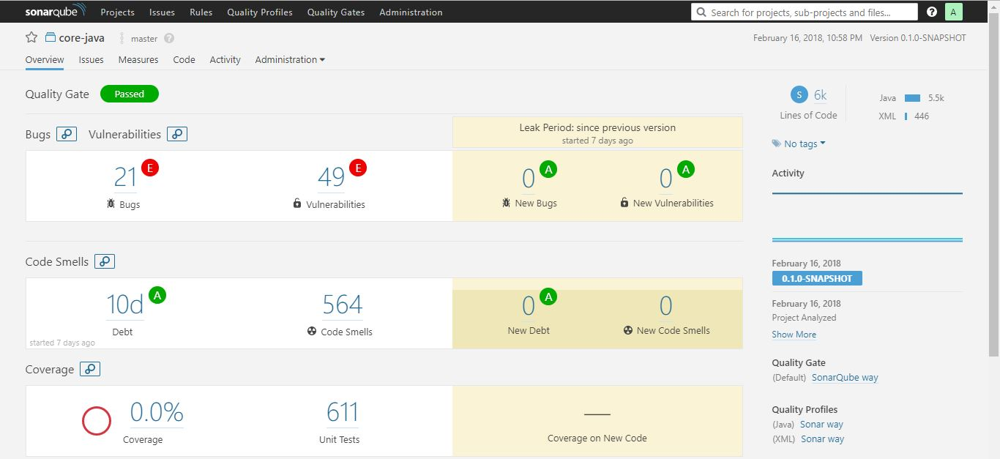 sonarqube Projects Issues Rules Quality Profiles Quality Gates Administration Search for projects, sub-projects and files... ? A
core-java master ? February 16, 2018, 10:58 PM Version 0.1.0-SNAPSHOT
Overview Issues Measures Code Activity Administration
Quality Gate Passed
Bugs Vulnerabilities
Leak Period: since previous version
started 7 days ago
21 E 49 E 0 A 0 A
Bugs Vulnerabilities New Bugs New Vulnerabilities
Code Smells
10d A 564 0 A 0
Debt Code Smells New Debt New Code Smells
started 7 days ago
Coverage
0.0% 611
Coverage Unit Tests Coverage on New Code
S 6k
Lines of Code
Java 5.5k
XML 446
No tags
Activity
February 16, 2018
0.1.0-SNAPSHOT
February 16, 2018
Project Analyzed
Show More
Quality Gate
(Default) SonarQube way
Quality Profiles
(Java) Sonar way
(XML) Sonar way